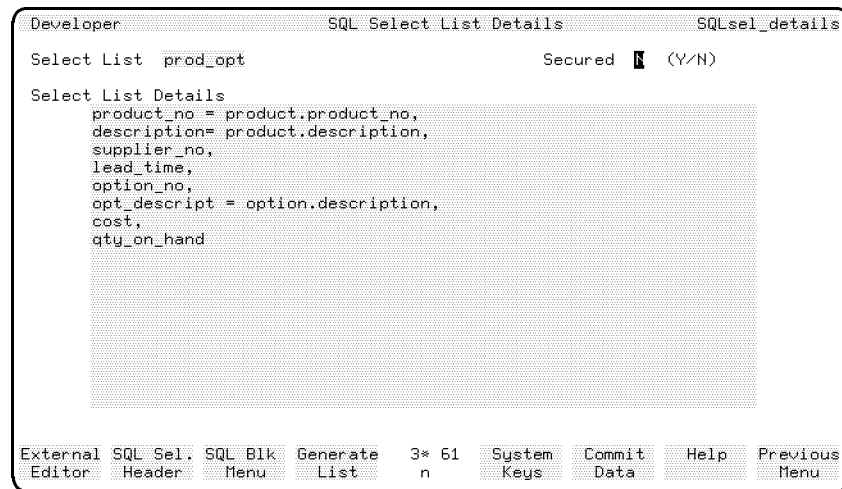 Developer SQL Select List Details SQLsel_details
Select List prod_opt Secured N (Y/N)
Select List Details
product_no = product.product_no,
description= product.description,
supplier_no,
lead_time,
option_no,
opt_descript = option.description,
cost,
qty_on_hand
External SQL Sel. SQL Blk Generate 3* 61 System Commit Help Previous
Editor Header Menu List n Keys Data Menu